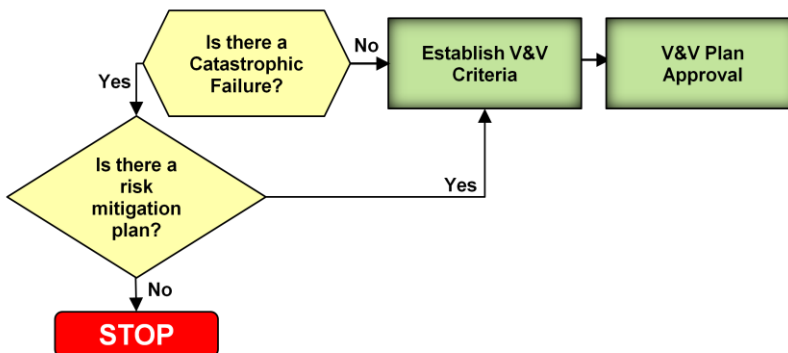 Is there a
Catastrophic
Failure?
No
Establish V&V
Criteria
V&V Plan
Approval
Yes
Is there a
risk
mitigation
plan?
Yes
No
STOP